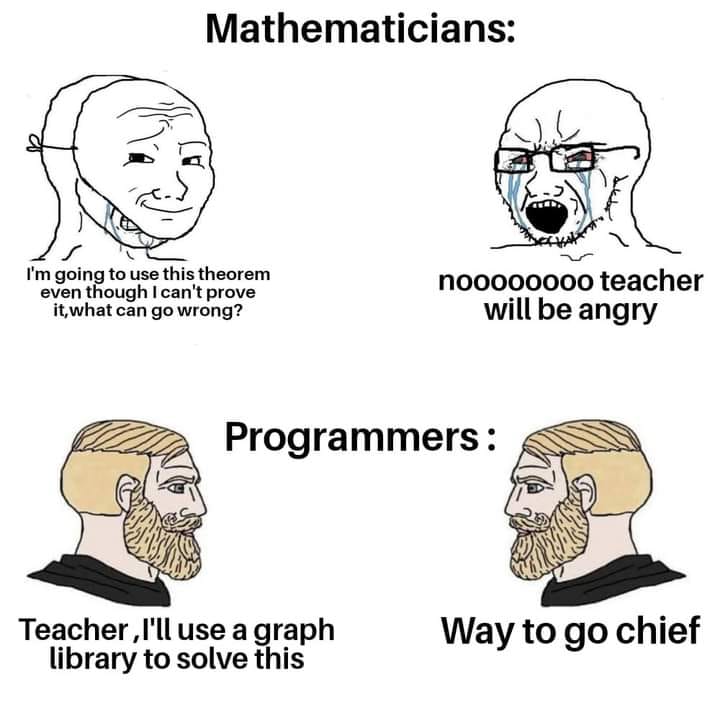 Mathematicians:
I'm going to use this theorem
even though I can't prove
it,what can go wrong?
nooooooooo teacher
will be angry
Programmers :
Teacher ,I'll use a graph
library to solve this
Way to go chief